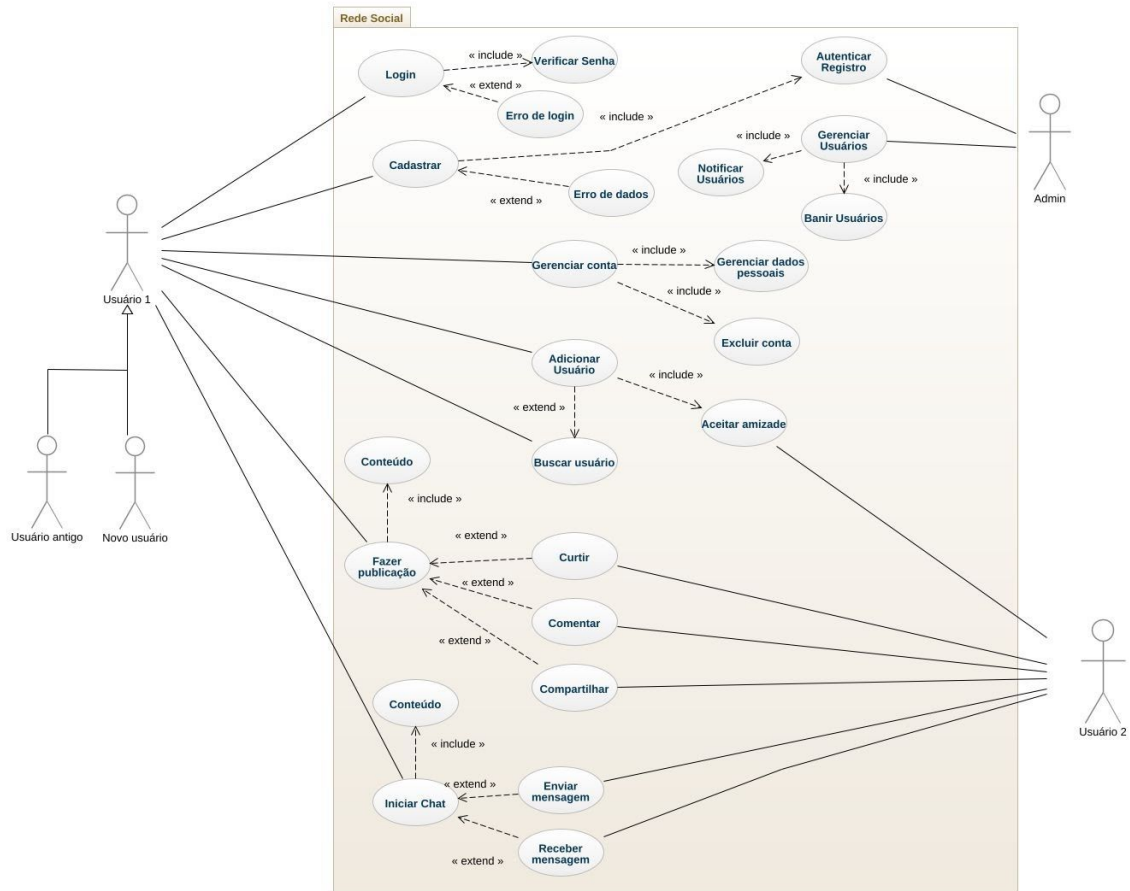 Rede Social
Login
« include »
Verificar Senha
« extend »
Erro de login
Autenticar
Registro
« include »
Cadastrar
« extend »
Erro de dados
« include »
Gerenciar
Usuários
Notificar
Usuários
« include »
Banir Usuários
Admin
Usuário 1
Gerenciar conta
« include »
Gerenciar dados
pessoais
« include »
Excluir conta
Adicionar
Usuário
« include »
« extend »
Aceitar amizade
Buscar usuário
Usuário antigo
Novo usuário
Conteúdo
« include »
Fazer
publicação
« extend »
Curtir
« extend »
Comentar
« extend »
Compartilhar
Usuário 2
Conteúdo
« include »
Iniciar Chat
« extend »
Enviar
mensagem
« extend »
Receber
mensagem